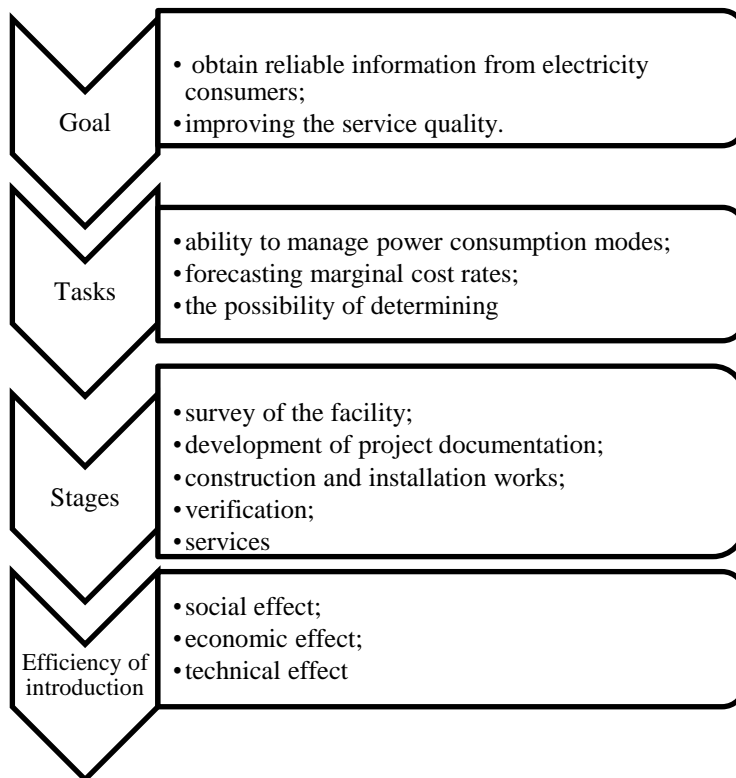 Goal
• obtain reliable information from electricity
consumers;
• improving the service quality.
Tasks
• ability to manage power consumption modes;
• forecasting marginal cost rates;
• the possibility of determining
Stages
• survey of the facility;
• development of project documentation;
• construction and installation works;
• verification;
• services
Efficiency of
introduction
• social effect;
• economic effect;
• technical effect